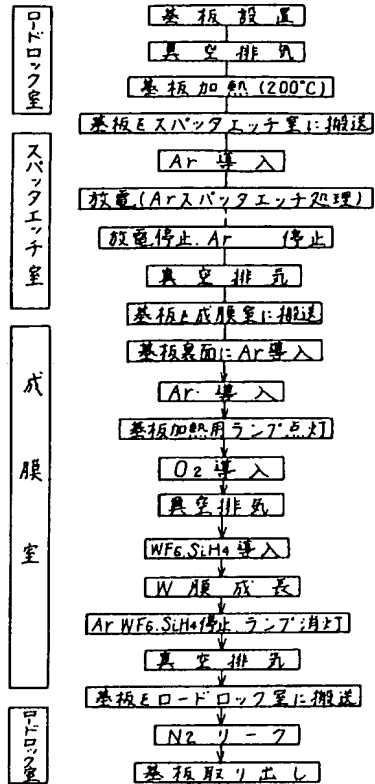 ロードロック室
基板設置
真空排気
基板加熱(200℃)
基板をスパッタエッチ室に搬送
スパッタエッチ室
Ar 導入
放電(Arスパッタエッチ処理)
放電停止.Ar 停止
真空排気
基板を成膜室に搬送
成膜室
基板裏面にAr導入
Ar. 導入
基板加熱用ランプ点灯
O2導入
真空排気
WF6.SiH4導入
W膜成長
Ar WF6.SiH4停止 ランプ消灯
真空排気
基板をロードロック室に搬送
ロードロック室
N2リーク
基板取り出し